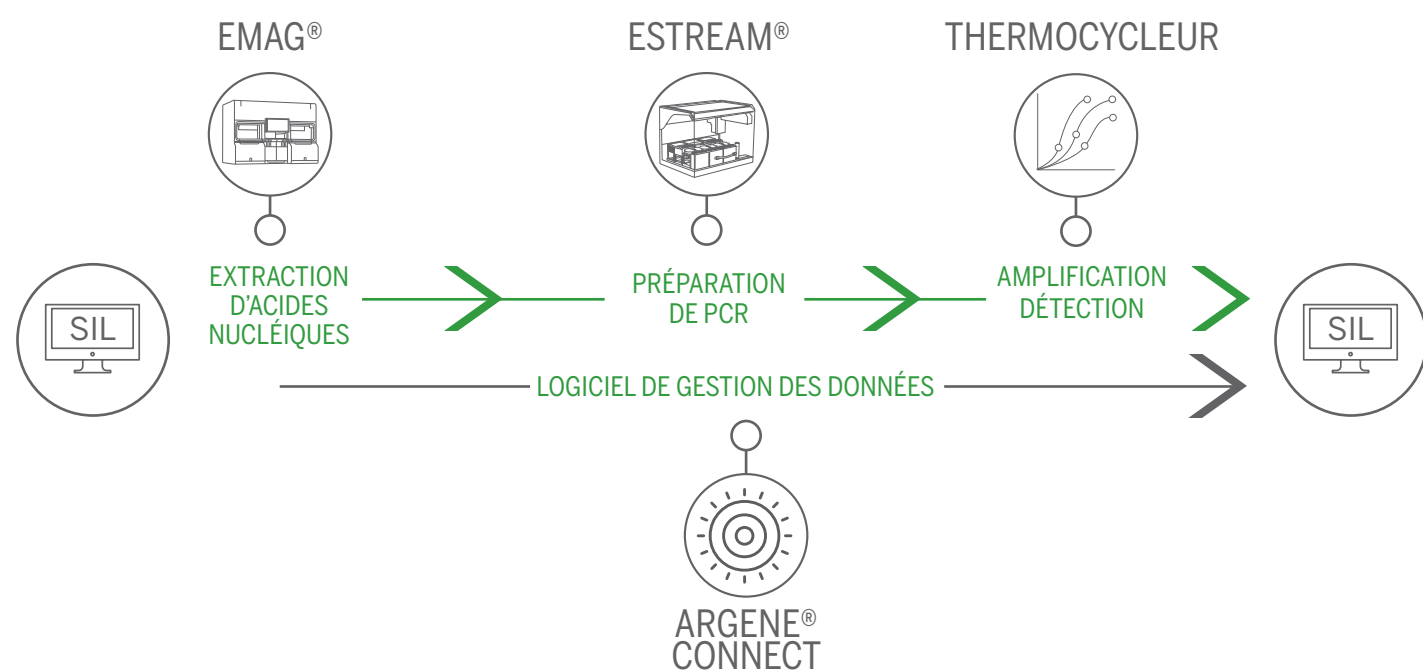 EMAG®
ESTREAM®
THERMOCYCLEUR
SIL
EXTRACTION
D'ACIDES
NUCLÉIQUES
PRÉPARATION
DE PCR
AMPLIFICATION
DÉTECTION
SIL
LOGICIEL DE GESTION DES DONNÉES
ARGENE®
CONNECT